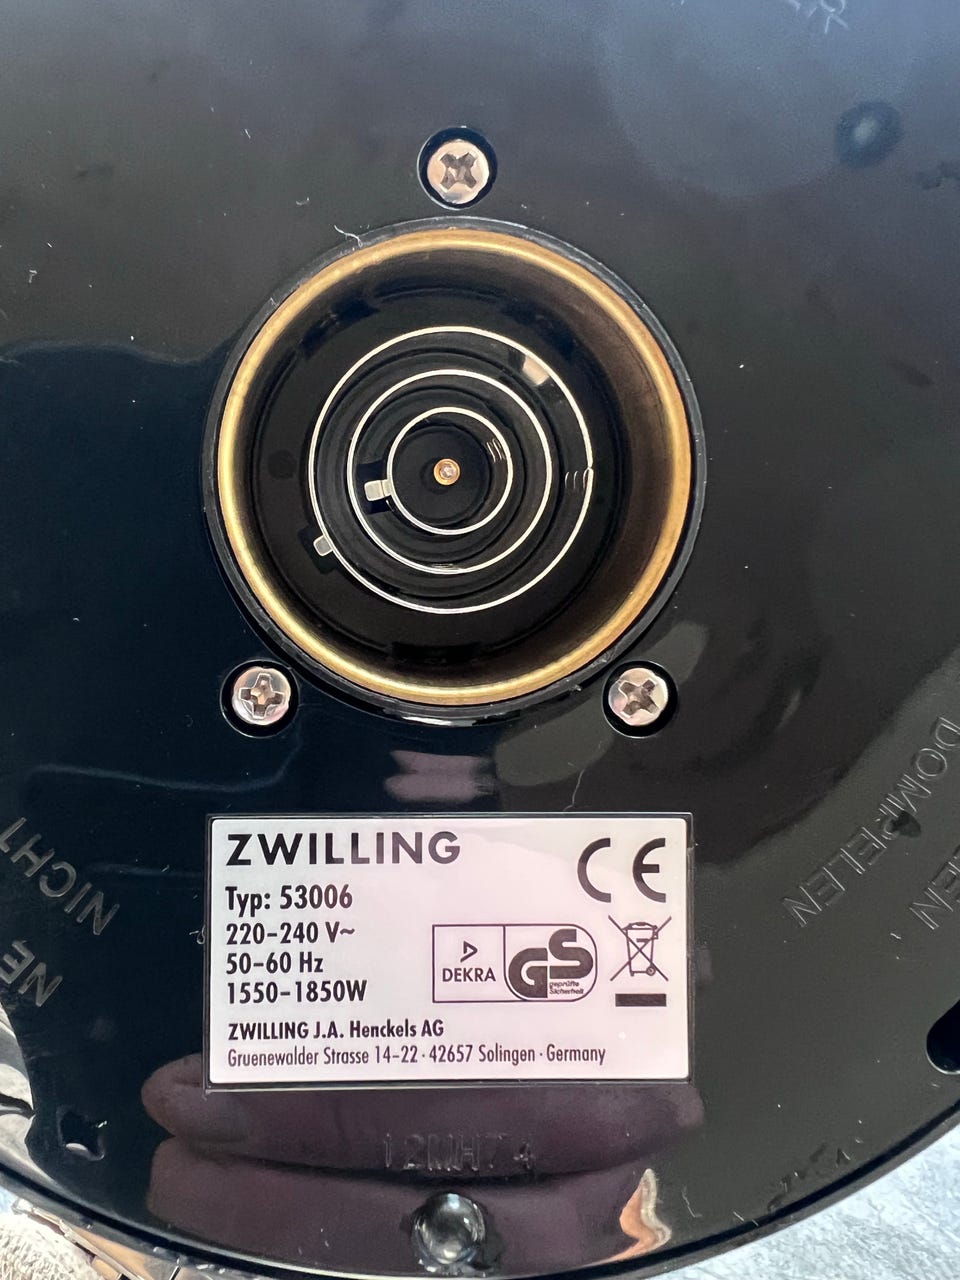 ZWILLING
CE
Typ: 53006
220-240 V~
50-60 Hz
1550-1850W
DEKRA
GS
geprüfte
Sicherheit
ZWILLING J.A. Henckels AG
Gruenewalder Strasse 14-22 · 42657 Solingen · Germany
NE
NICHT
DOMPELEN